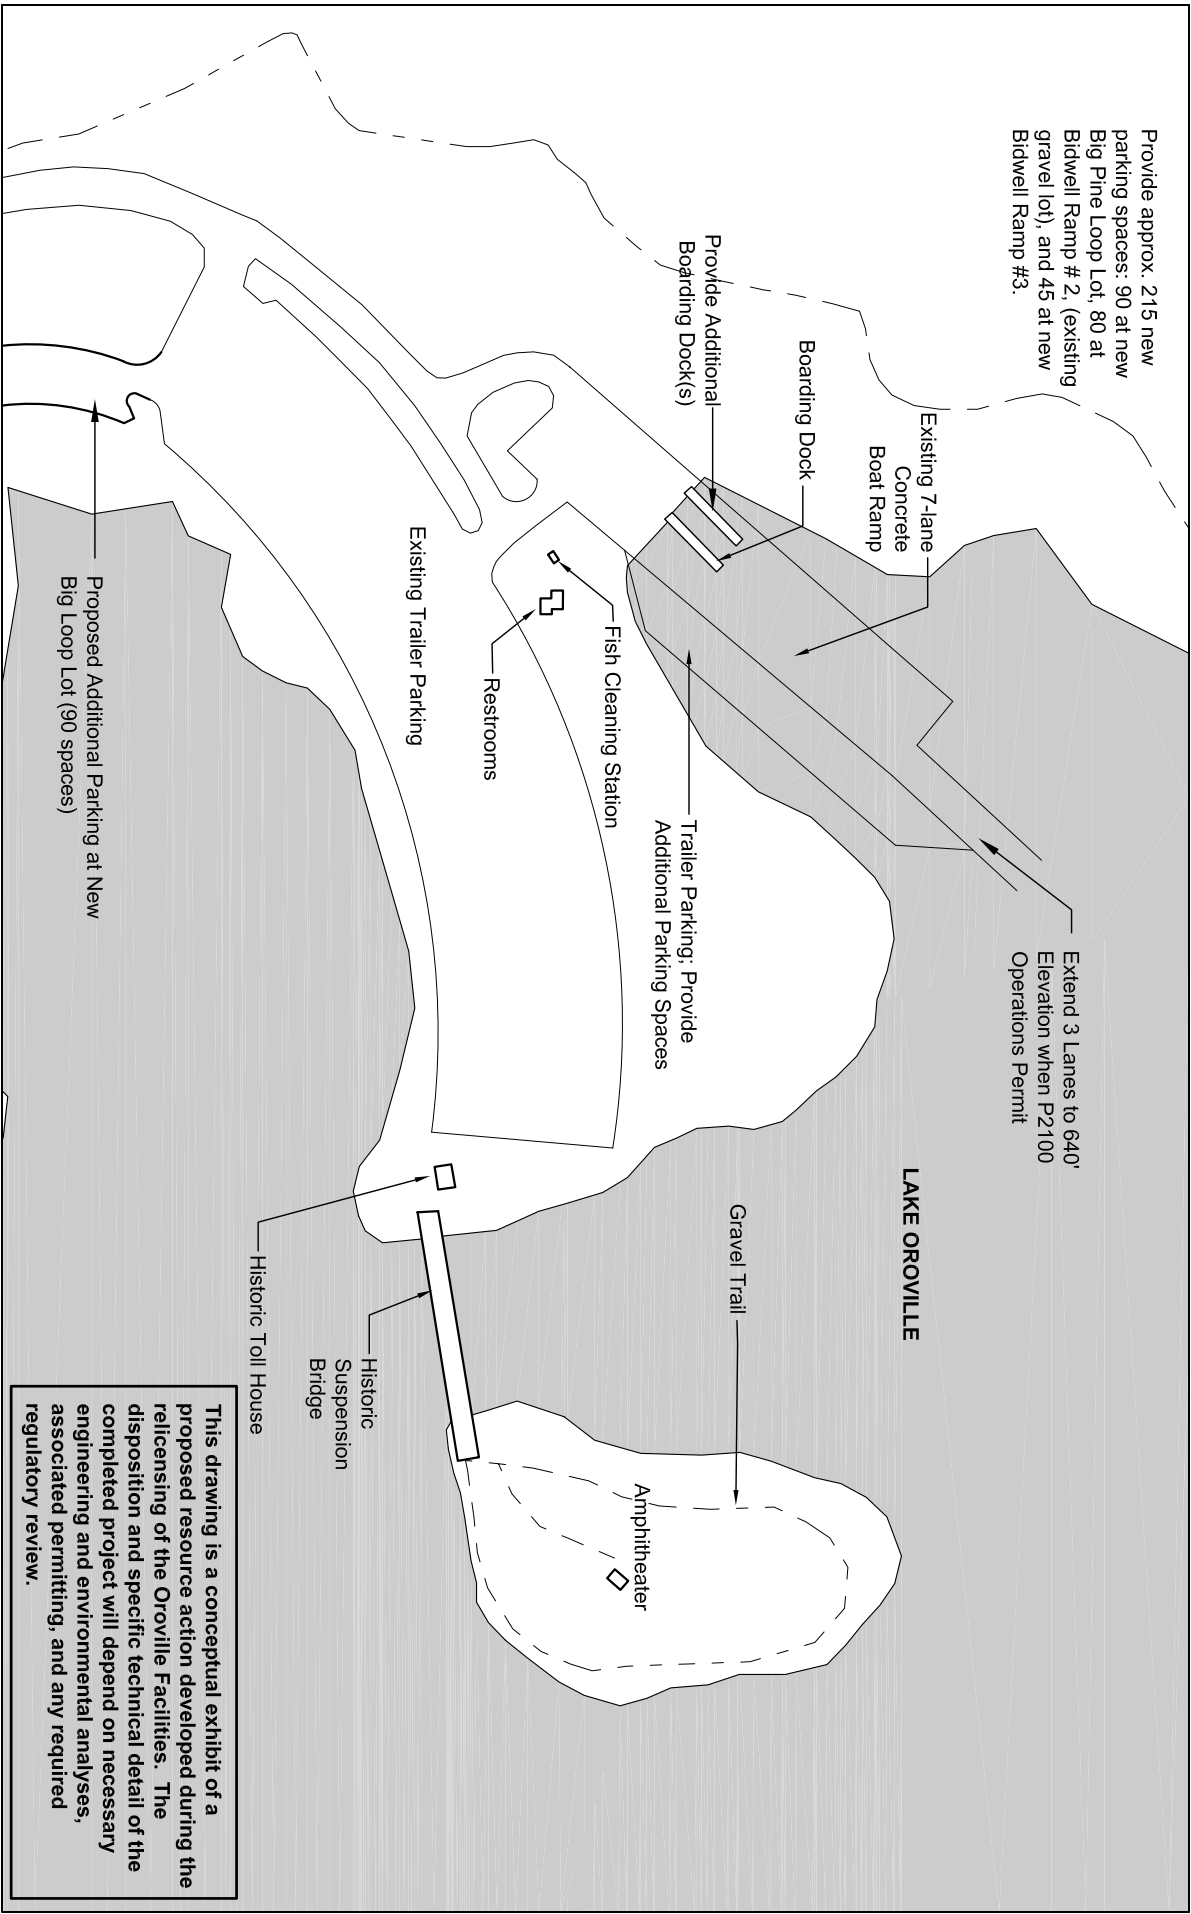 Provide approx. 215 new
parking spaces: 90 at new
Big Pine Loop Lot, 80 at
Bidwell Ramp # 2, (existing
gravel lot), and 45 at new
Bidwell Ramp #3.
Provide Additional
Boarding Dock(s)
Boarding Dock
Existing 7-lane
Concrete
Boat Ramp
Extend 3 Lanes to 640'
Elevation when P2100
Operations Permit
LAKE OROVILLE
Gravel Trail
Trailer Parking; Provide
Additional Parking Spaces
Fish Cleaning Station
Restrooms
Existing Trailer Parking
Amphitheater
Historic
Suspension
Bridge
Historic Toll House
Proposed Additional Parking at New
Big Loop Lot (90 spaces)
This drawing is a conceptual exhibit of a
proposed resource action developed during the
relicensing of the Oroville Facilities. The
disposition and specific technical detail of the
completed project will depend on necessary
engineering and environmental analyses,
associated permitting, and any required
regulatory review.